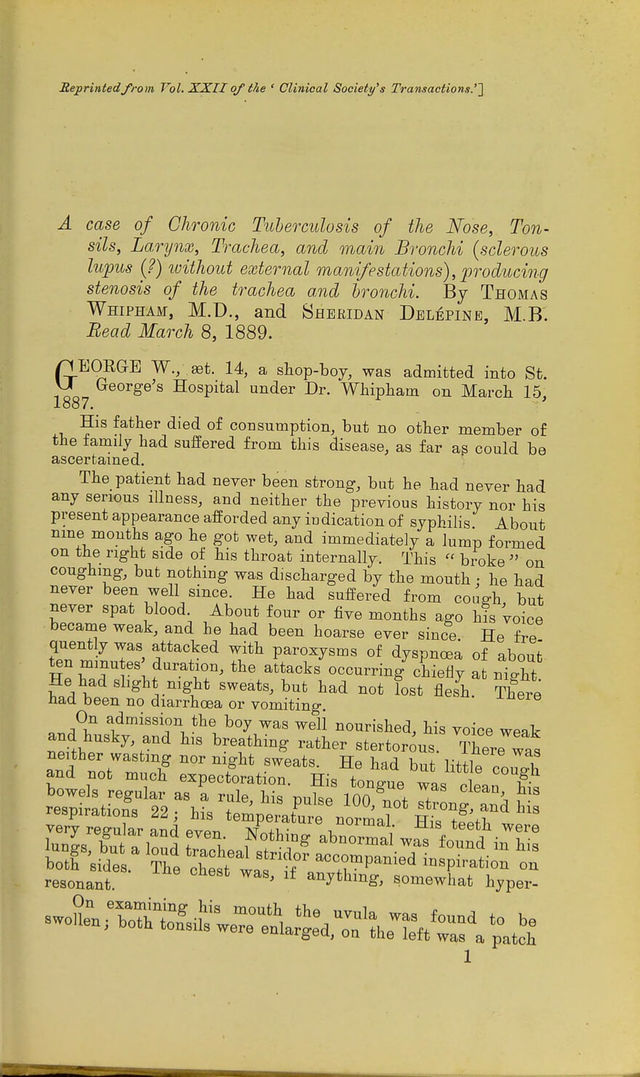 Reprinted from Vol. XXII of the ‘ Clinical Society's Transactions.’]
A case of Chronic Tuberculosis of the Nose, Ton-
sils, Larynx, Trachea, and main Bronchi (sclerous
lupus (?) without external manifestations), producing
stenosis of the trachea and bronchi. By Thomas
Whipham, M.D., and Sheridan Delépine, M.B.
Read March 8, 1889.
GEORGE W., æt. 14, a shop-boy, was admitted into St.
George's Hospital under Dr. Whipham on March 15,
1887.
His father died of consumption, but no other member of
the family had suffered from this disease, as far as could be
ascertained.
The patient had never been strong, but he had never had
any serious illness, and neither the previous history nor his
present appearance afforded any indication of syphilis. About
nine months ago he got wet, and immediately a lump formed
on the right side of his throat internally. This “ broke ” on
coughing, but nothing was discharged by the mouth ; he had
never been well since. He had suffered from cough, but
never spat blood. About four or five months ago his voice
became weak, and he had been hoarse ever since. He fre-
quently was attacked with paroxysms of dyspnœa of about
ten minutes' duration, the attacks occurring chiefly at night.
He had slight night sweats, but had not lost flesh. There
had been no diarrhœa or vomiting.
On admission the boy was well nourished, his voice weak
and husky, and his breathing rather stertorous. There was
neither wasting nor night sweats. He had but little cough
and not much expectoration. His tongue was clean, his
bowels regular as a rule, his pulse 100, not strong, and his
respirations 22 ; his temperature normal. His teeth were
very regular and even. Nothing abnormal was found in his
lungs, but a loud tracheal stridor accompanied inspiration on
both sides. The chest was, if anything, somewhat hyper-
resonant.
On examining his mouth the uvula was found to be
swollen ; both tonsils were enlarged, on the left was a patch
1